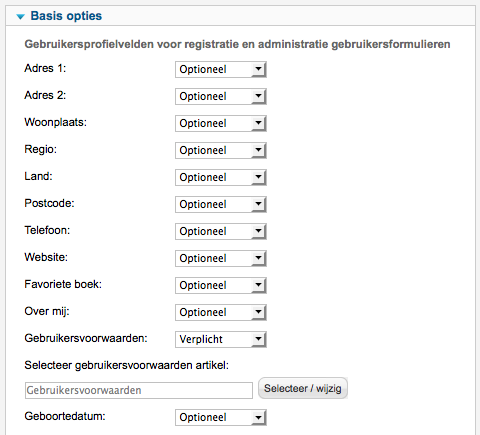 Basis opties
Gebruikersprofielvelden voor registratie en administratie gebruikersformulieren
Adres 1: Optioneel
Adres 2: Optioneel
Woonplaats: Optioneel
Regio: Optioneel
Land: Optioneel
Postcode: Optioneel
Telefoon: Optioneel
Website: Optioneel
Favoriete boek: Optioneel
Over mij: Optioneel
Gebruikersvoorwaarden: Verplicht
Selecteer gebruikersvoorwaarden artikel:
Gebruikersvoorwaarden Selecteer / wijzig
Geboortedatum: Optioneel